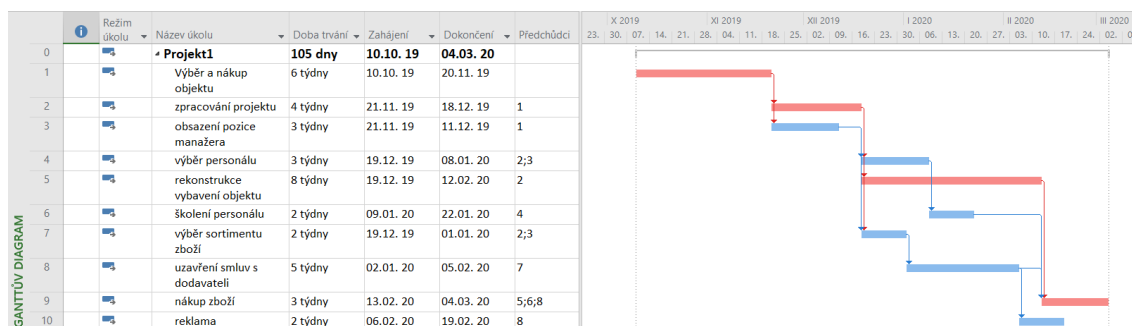 X 2019 XI 2019 XII 2019 I 2020 II 2020 III 2020
Režim
úkolu Název úkolu Doba trvání Zahájení Dokončení Předchůdci 23. 30. 07. 14. 21. 28. 04. 11. 18. 25. 02. 09. 16. 23. 30. 06. 13. 20. 27. 03. 10. 17. 24. 02.
0 Projekt1 105 dny 10.10. 19 04.03. 20
1 Výběr a nákup 6 týdny 10.10. 19 20.11. 19
objektu
2 zpracování projektu 4 týdny 21.11. 19 18.12. 19 1
3 obsazení pozice 3 týdny 21.11. 19 11.12. 19 1
manažera
4 výběr personálu 3 týdny 19.12. 19 08.01. 20 2;3
5 rekonstrukce 8 týdny 19.12. 19 12.02. 20 2
vybavení objektu
6 školení personálu 2 týdny 09.01. 20 22.01. 20 4
7 výběr sortimentu 2 týdny 19.12. 19 01.01. 20 2;3
zboží
8 uzavření smluv s 5 týdny 02.01. 20 05.02. 20 7
dodavateli
9 nákup zboží 3 týdny 13.02. 20 04.03. 20 5;6;8
10 reklama 2 týdny 06.02. 20 19.02. 20 8
GANTTŮV DIAGRAM